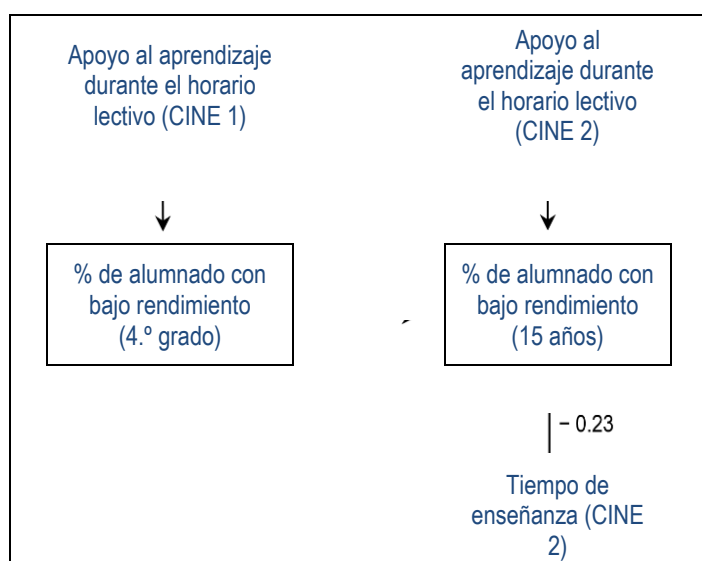 Apoyo al aprendizaje
durante el horario
lectivo (CINE 1)
Apoyo al
aprendizaje durante
el horario lectivo
(CINE 2)
% de alumnado con
bajo rendimiento
(4.º grado)
% de alumnado con
bajo rendimiento
(15 años)
− 0.23
Tiempo de
enseñanza (CINE
2)